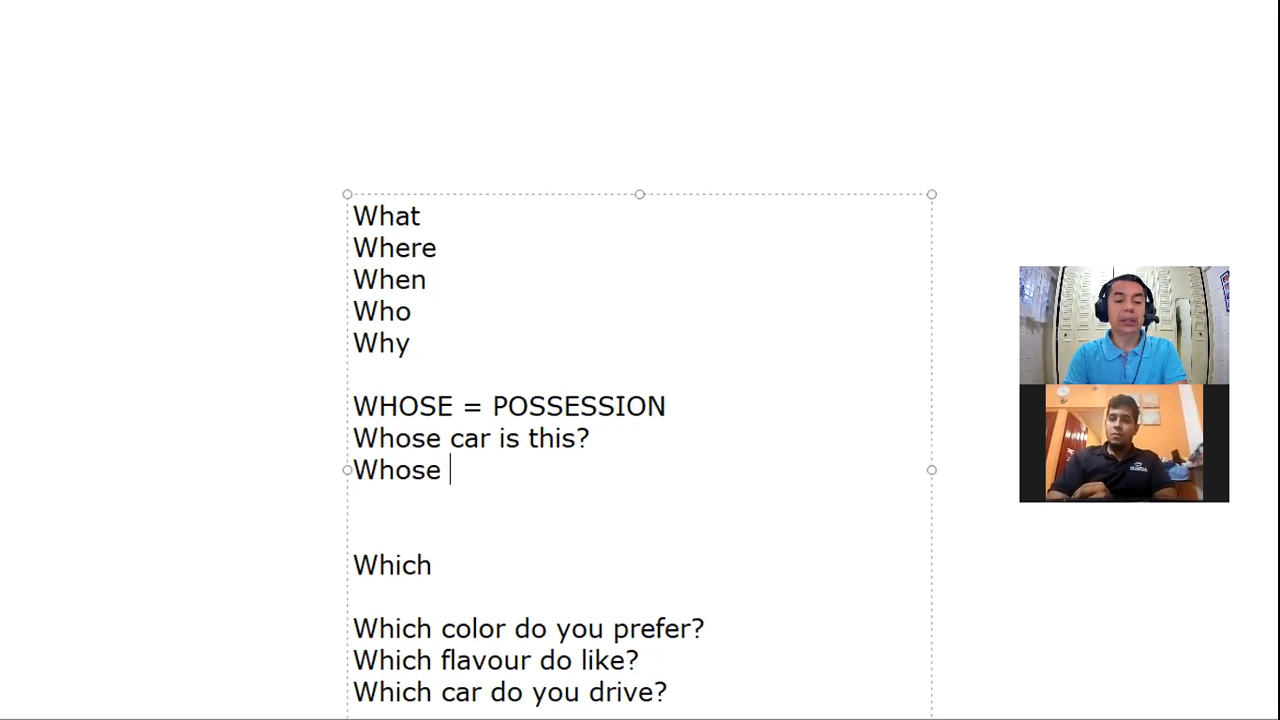 What
Where
When
Who
Why
WHOSE = POSSESSION
Whose car is this?
Whose
Which
Which color do you prefer?
Which flavour do like?
Which car do you drive?